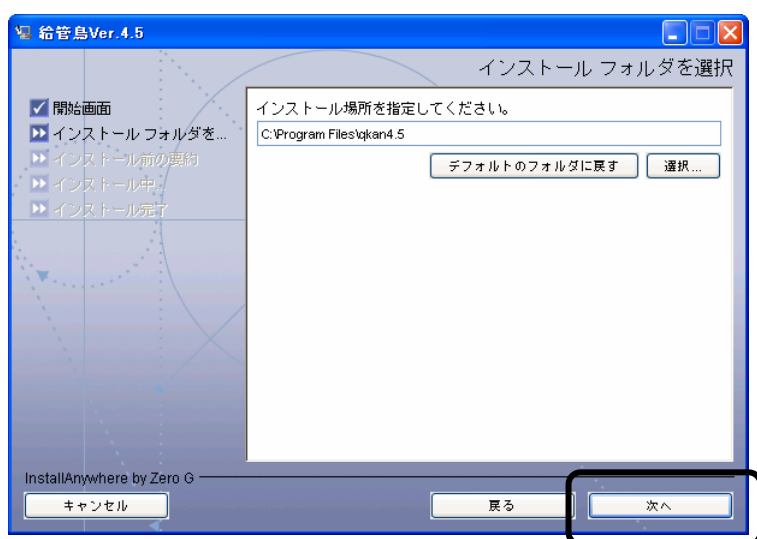 給管鳥Ver.4.5
インストール フォルダを選択
開始画面
インストール フォルダを...
インストール前の要約
インストール中...
インストール完了
インストール場所を指定してください。
C:\Program Files\qkan4.5
デフォルトのフォルダに戻す
選択...
InstallAnywhere by Zero G
キャンセル
戻る
次へ